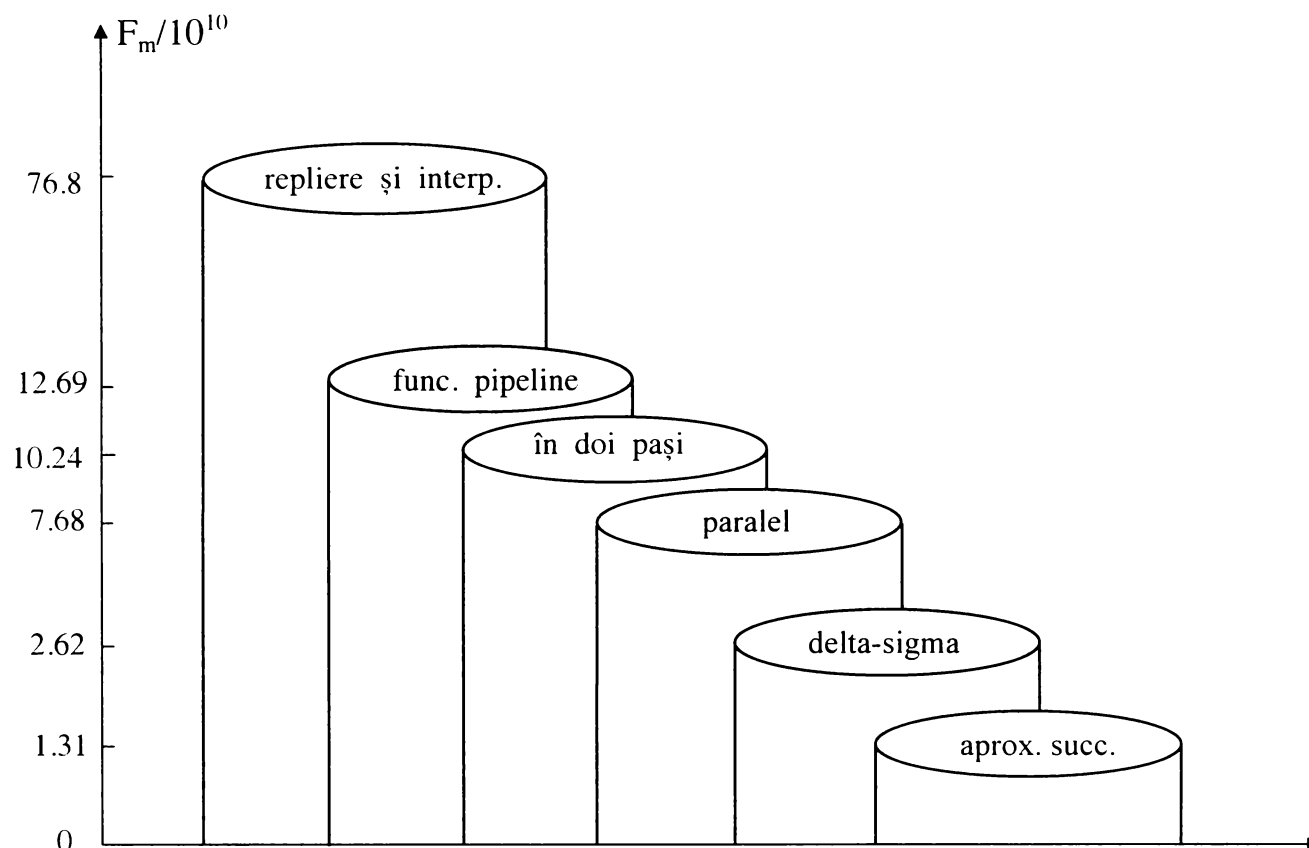 F_m/10^10
76.8
repliere și interp.
12.69
func. pipeline
10.24
în doi pași
7.68
paralel
2.62
delta-sigma
1.31
aprox. succ.
0